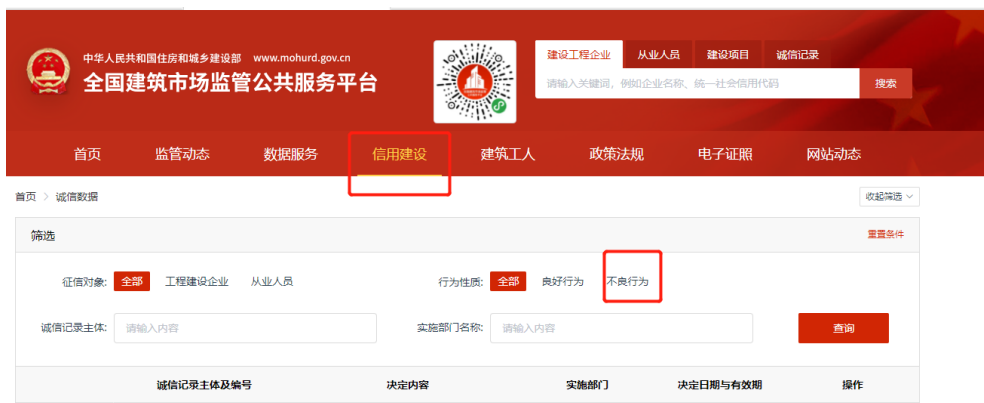 中华人民共和国住房和城乡建设部 www.mohurd.gov.cn
全国建筑市场监管公共服务平台
建设工程企业 从业人员 建设项目 诚信记录
请输入关键词，例如企业名称、统一社会信用代码 搜索
首页 监管动态 数据服务 信用建设 建筑工人 政策法规 电子证照 网站动态
首页 > 诚信数据 收起筛选
筛选 重置条件
征信对象: 全部 工程建设企业 从业人员 行为性质: 全部 良好行为 不良行为
诚信记录主体: 请输入内容 实施部门名称: 请输入内容 查询
诚信记录主体及编号 决定内容 实施部门 决定日期与有效期 操作